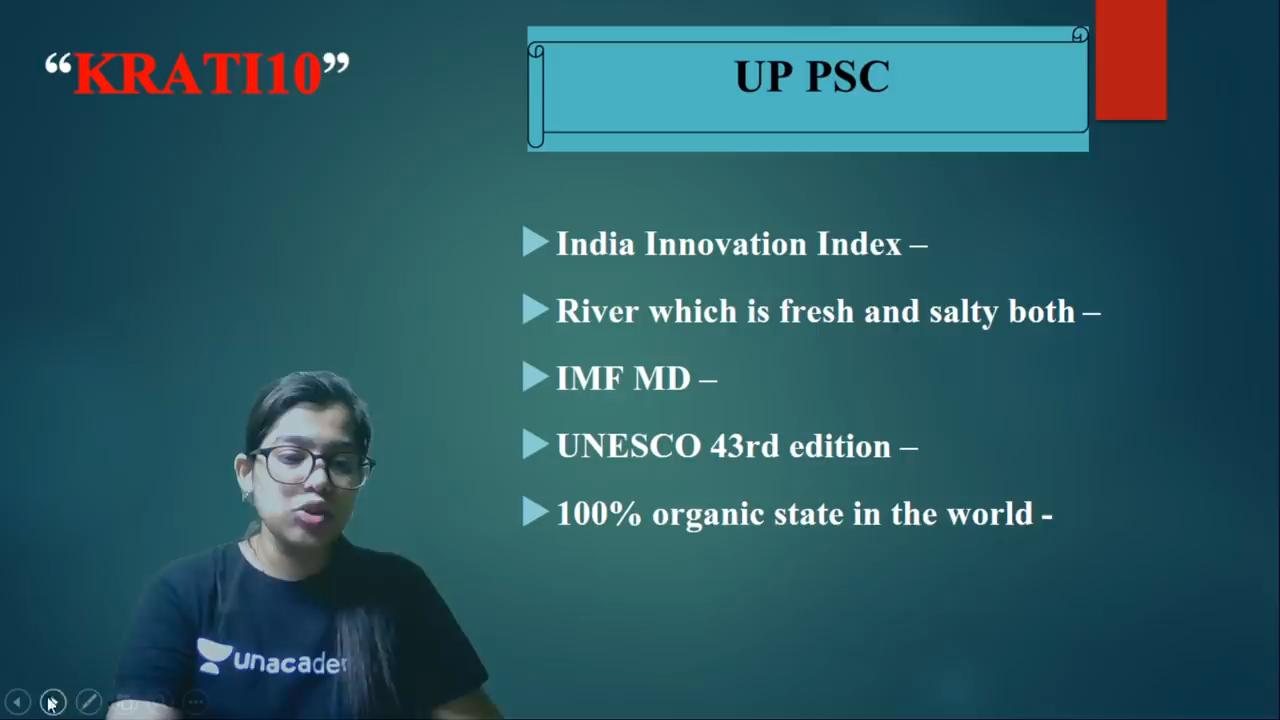 “KRATI10”
UP PSC
India Innovation Index –
River which is fresh and salty both –
IMF MD –
UNESCO 43rd edition –
100% organic state in the world -
unacade